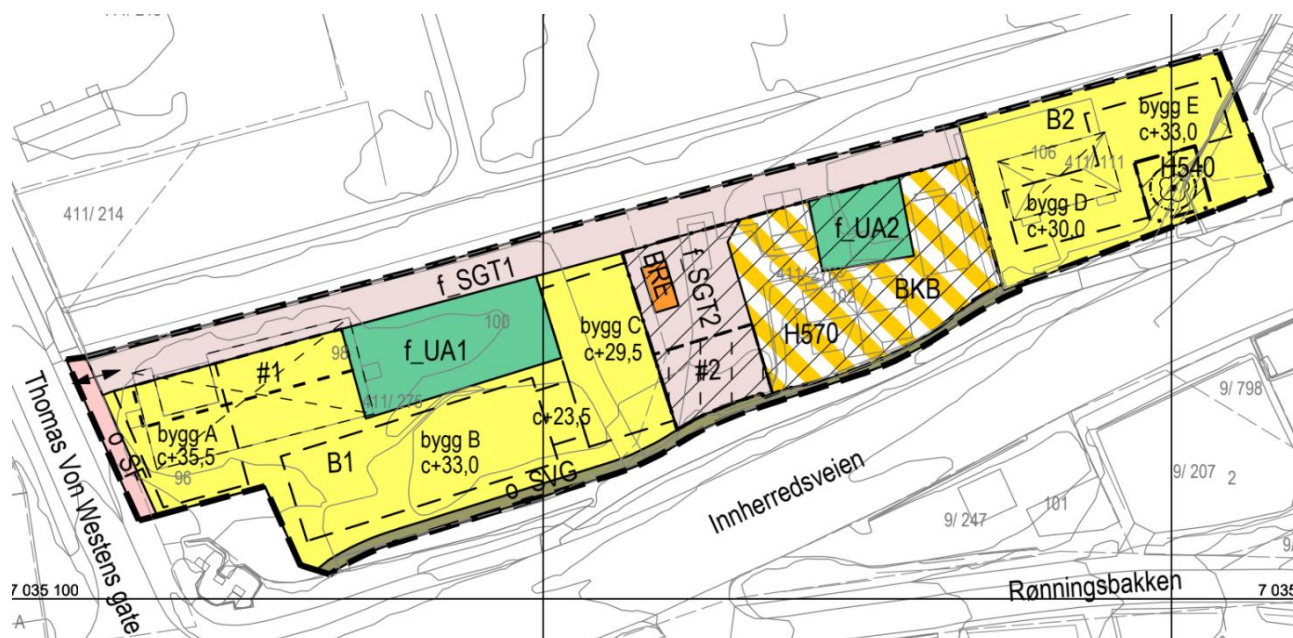 411/ 214
Thomas Von Westens gate
o_SF
bygg A
c+35,5
96
#1
98
f_UA1
100
411/ 275
B1
bygg B
c+33,0
c+23,5
o_SVG
f_SGT1
bygg C
c+29,5
BRE
f_SGT2
#2
f_UA2
102
BKB
H570
B2
106
411/111
bygg D
c+30,0
bygg E
c+33,0
H540
Innherredsveien
9/ 798
9/ 207
2
9/ 247
101
9/
7 035 100
Rønningsbakken
7 035
A